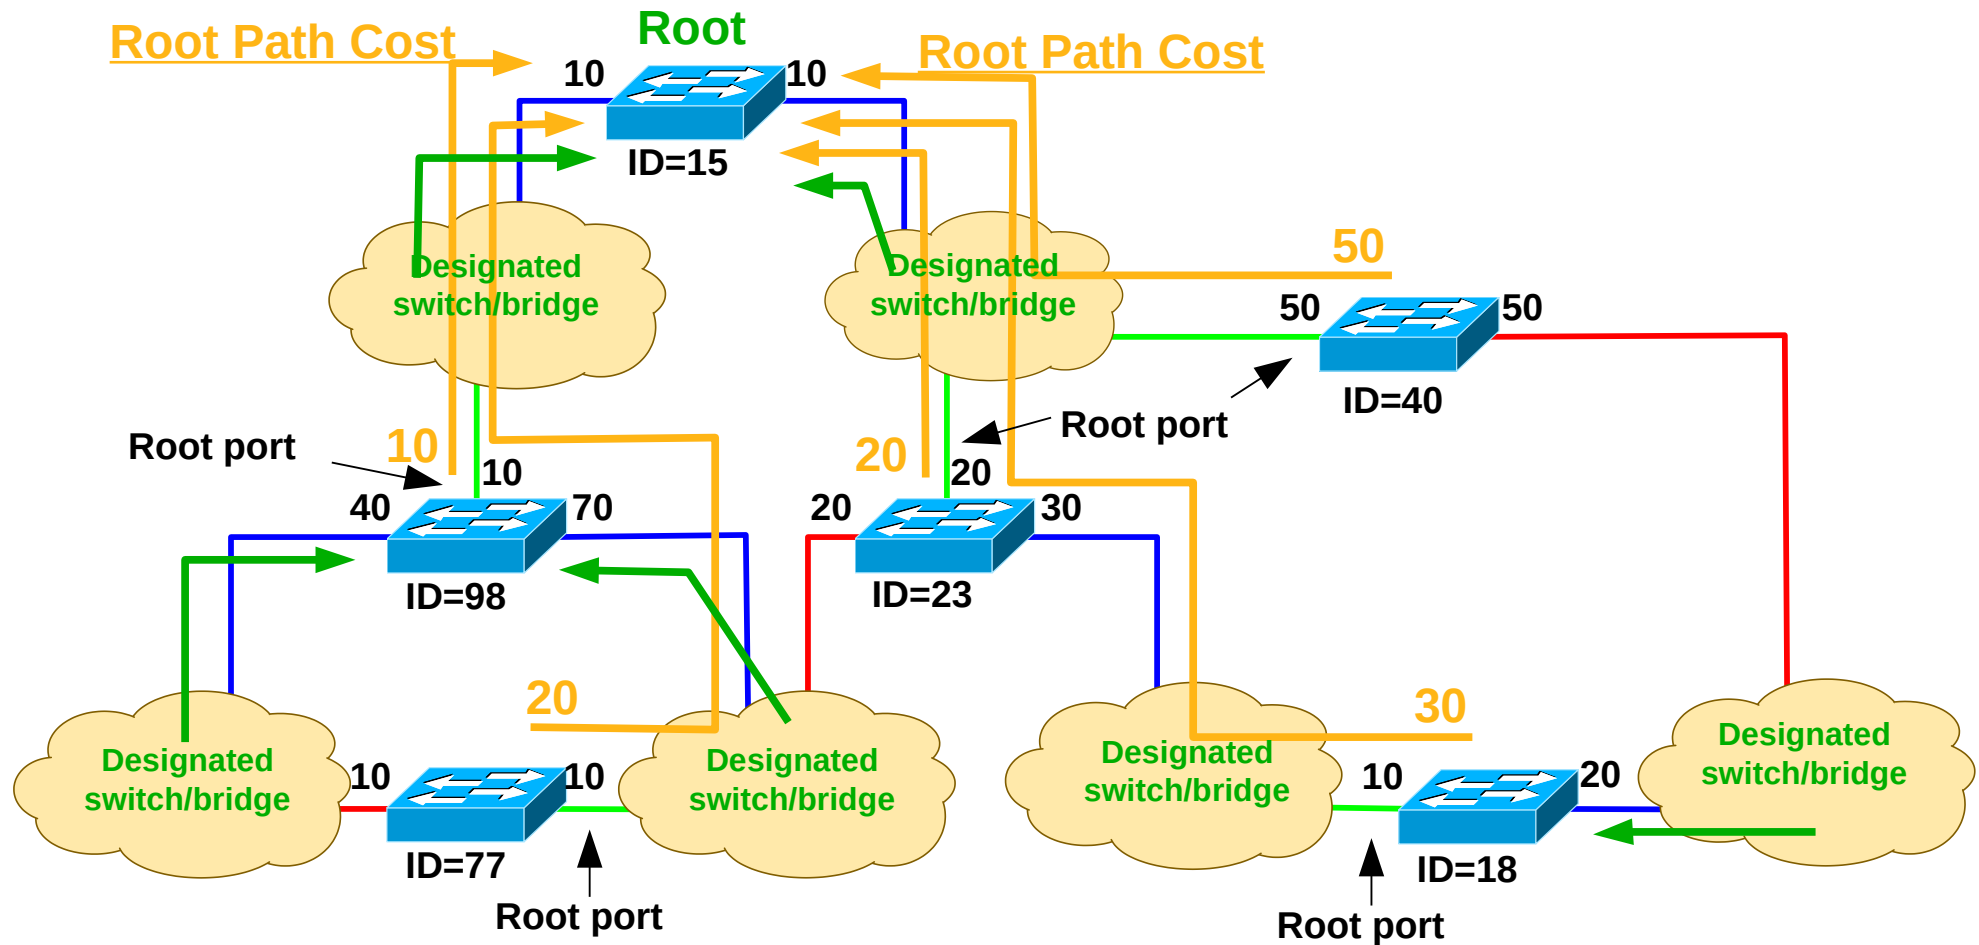 Root Path Cost
Root
Root Path Cost
10
10
ID=15
Designated
switch/bridge
Designated
switch/bridge
50
50
50
ID=40
Root port
Root port
10
10
40
70
ID=98
20
20
20
30
ID=23
Designated
switch/bridge
10
20
10
ID=77
Root port
Designated
switch/bridge
Designated
switch/bridge
30
10
20
ID=18
Root port
Designated
switch/bridge